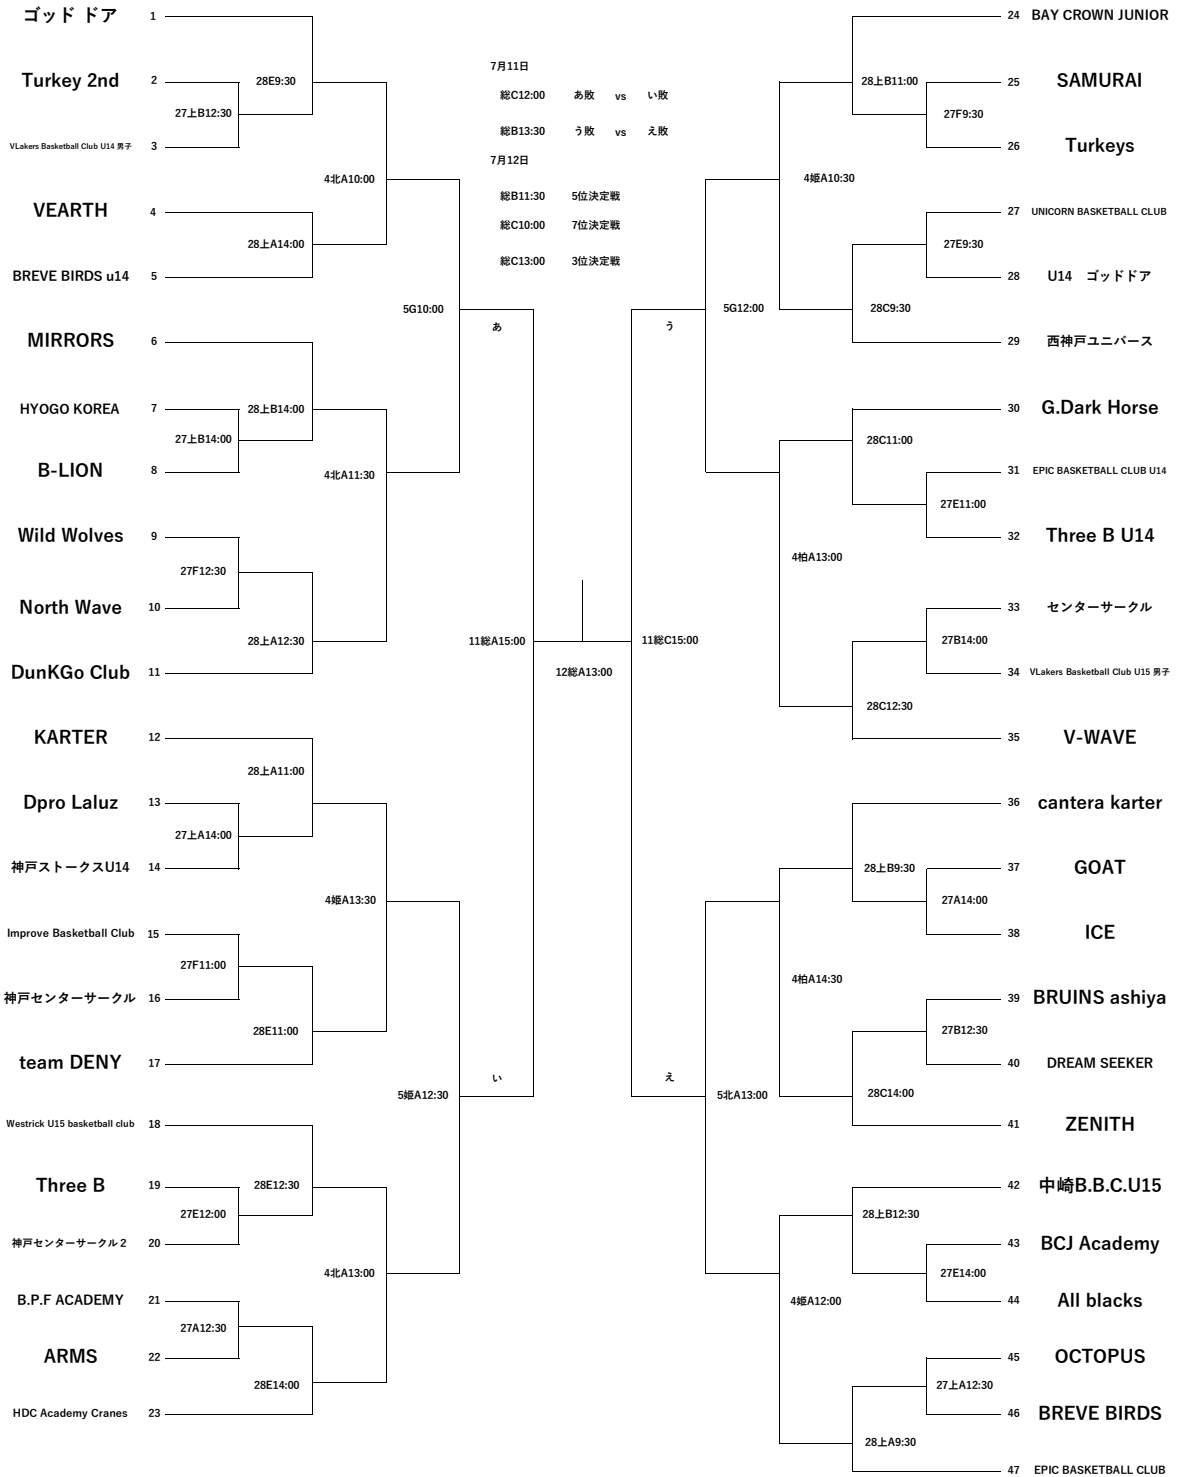 ゴッド ドア 1
Turkey 2nd 2
VLakers Basketball Club U14 男子 3
VEARTH 4
BREVE BIRDS u14 5
MIRRORS 6
HYOGO KOREA 7
B-LION 8
Wild Wolves 9
North Wave 10
DunKGo Club 11
KARTER 12
Dpro Laluz 13
神戸ストークスU14 14
Improve Basketball Club 15
神戸センターサークル 16
team DENY 17
Westrick U15 basketball club 18
Three B 19
神戸センターサークル２ 20
B.P.F ACADEMY 21
ARMS 22
HDC Academy Cranes 23
27上B12:30
27上B14:00
27F12:30
27上A14:00
27F11:00
27E12:00
27A12:30
28E9:30
28上A14:00
28上B14:00
28上A12:30
28上A11:00
28E11:00
28E12:30
28E14:00
4北A10:00
4北A11:30
4姫A13:30
4北A13:00
5G10:00
5姫A12:30
あ
い
11総A15:00
7月11日
総C12:00 あ敗 vs い敗
総B13:30 う敗 vs え敗
7月12日
総B11:30 5位決定戦
総C10:00 7位決定戦
総C13:00 3位決定戦
12総A13:00
11総C15:00
う
え
5G12:00
5北A13:00
4姫A10:30
4柏A13:00
4柏A14:30
4姫A12:00
28上B11:00
28C9:30
28C11:00
28C12:30
28上B9:30
28C14:00
28上B12:30
28上A9:30
27F9:30
27E9:30
27E11:00
27B14:00
27A14:00
27B12:30
27E14:00
27上A12:30
24 BAY CROWN JUNIOR
25 SAMURAI
26 Turkeys
27 UNICORN BASKETBALL CLUB
28 U14　ゴッドドア
29 西神戸ユニバース
30 G.Dark Horse
31 EPIC BASKETBALL CLUB U14
32 Three B U14
33 センターサークル
34 VLakers Basketball Club U15 男子
35 V-WAVE
36 cantera karter
37 GOAT
38 ICE
39 BRUINS ashiya
40 DREAM SEEKER
41 ZENITH
42 中崎B.B.C.U15
43 BCJ Academy
44 All blacks
45 OCTOPUS
46 BREVE BIRDS
47 EPIC BASKETBALL CLUB